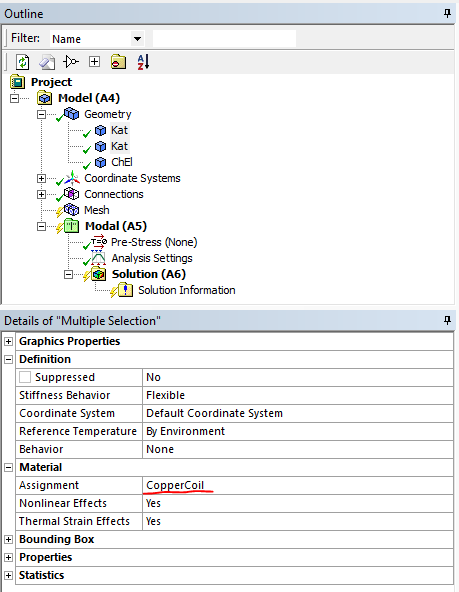 Outline
Filter: Name
Project
Model (A4)
Geometry
Kat
Kat
ChEl
Coordinate Systems
Connections
Mesh
Modal (A5)
Pre-Stress (None)
Analysis Settings
Solution (A6)
Solution Information
Details of "Multiple Selection"
Graphics Properties
Definition
Suppressed No
Stiffness Behavior Flexible
Coordinate System Default Coordinate System
Reference Temperature By Environment
Behavior None
Material
Assignment CopperCoil
Nonlinear Effects Yes
Thermal Strain Effects Yes
Bounding Box
Properties
Statistics